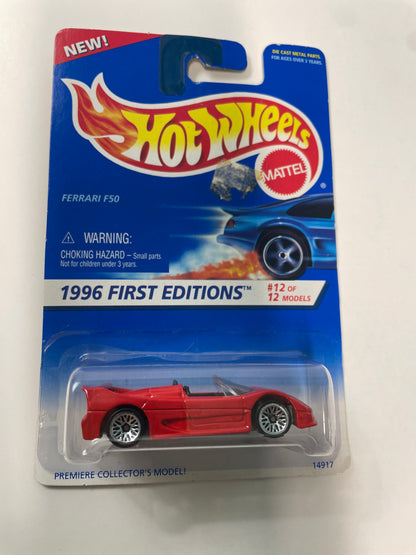 NEW!
DIE CAST METAL PARTS.
FOR AGES OVER 3 YEARS.
HOT WHEELS
MATTEL
®
FERRARI F50
⚠ WARNING:
CHOKING HAZARD – Small parts
Not for children under 3 years.
1996 FIRST EDITIONS™
#12 OF
12 MODELS
PREMIERE COLLECTOR'S MODEL!
14917